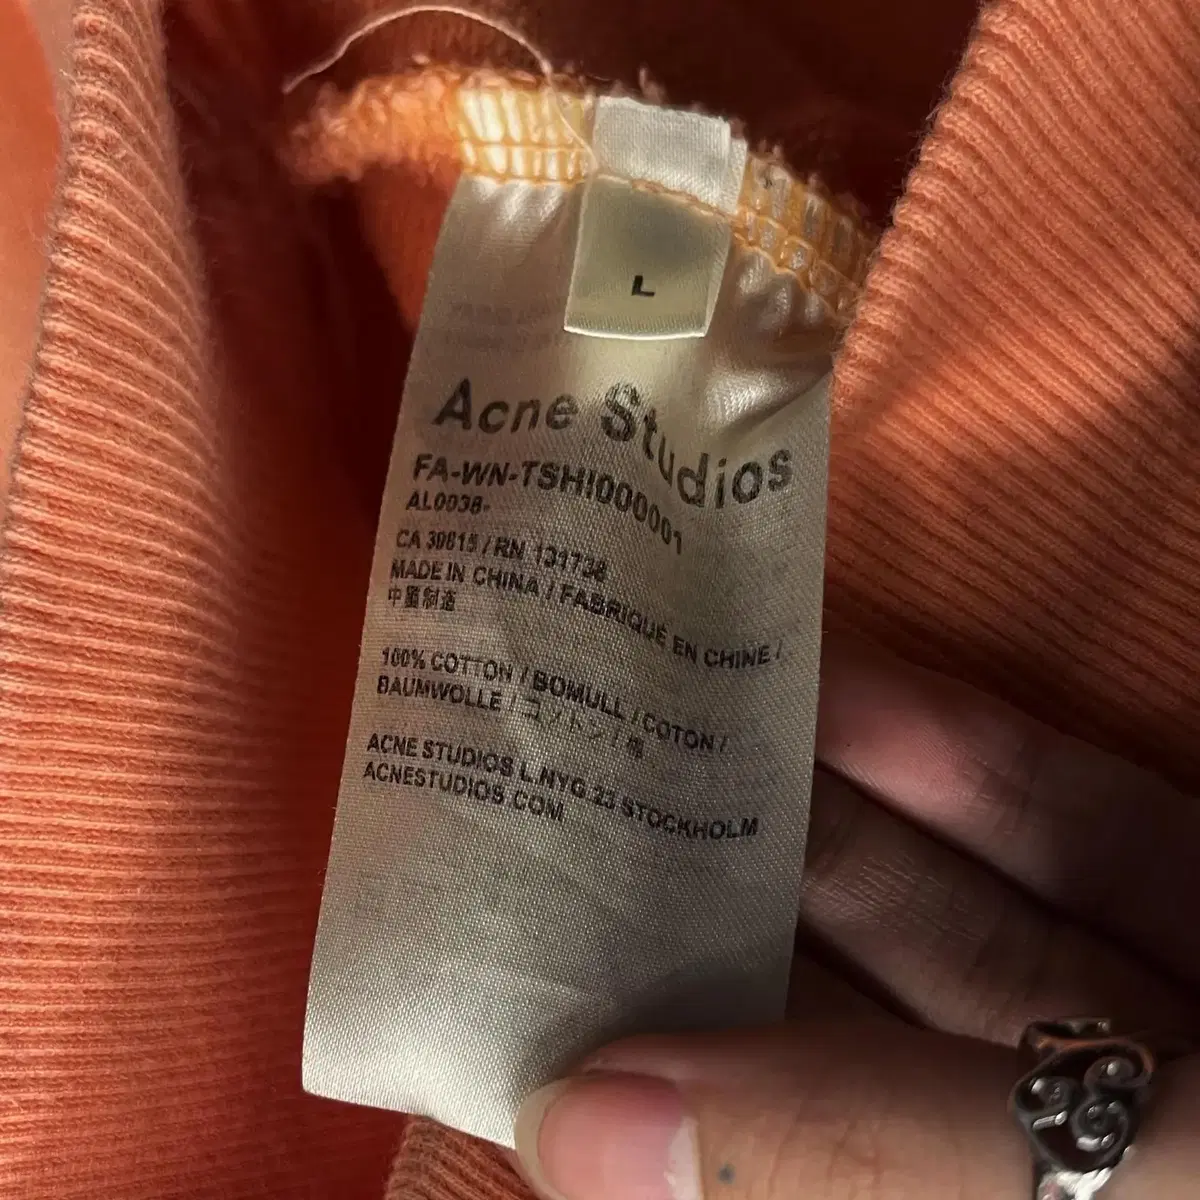 L
Acne Studios
FA-WN-TSHI000001
AL0038-
CA 30815 / RN 131738
MADE IN CHINA / FABRIQUÉ EN CHINE /
中國制造
100% COTTON / BOMULL / COTON /
BAUMWOLLE / コットン / 棉
ACNE STUDIOS L NYG 23 STOCKHOLM
ACNESTUDIOS COM